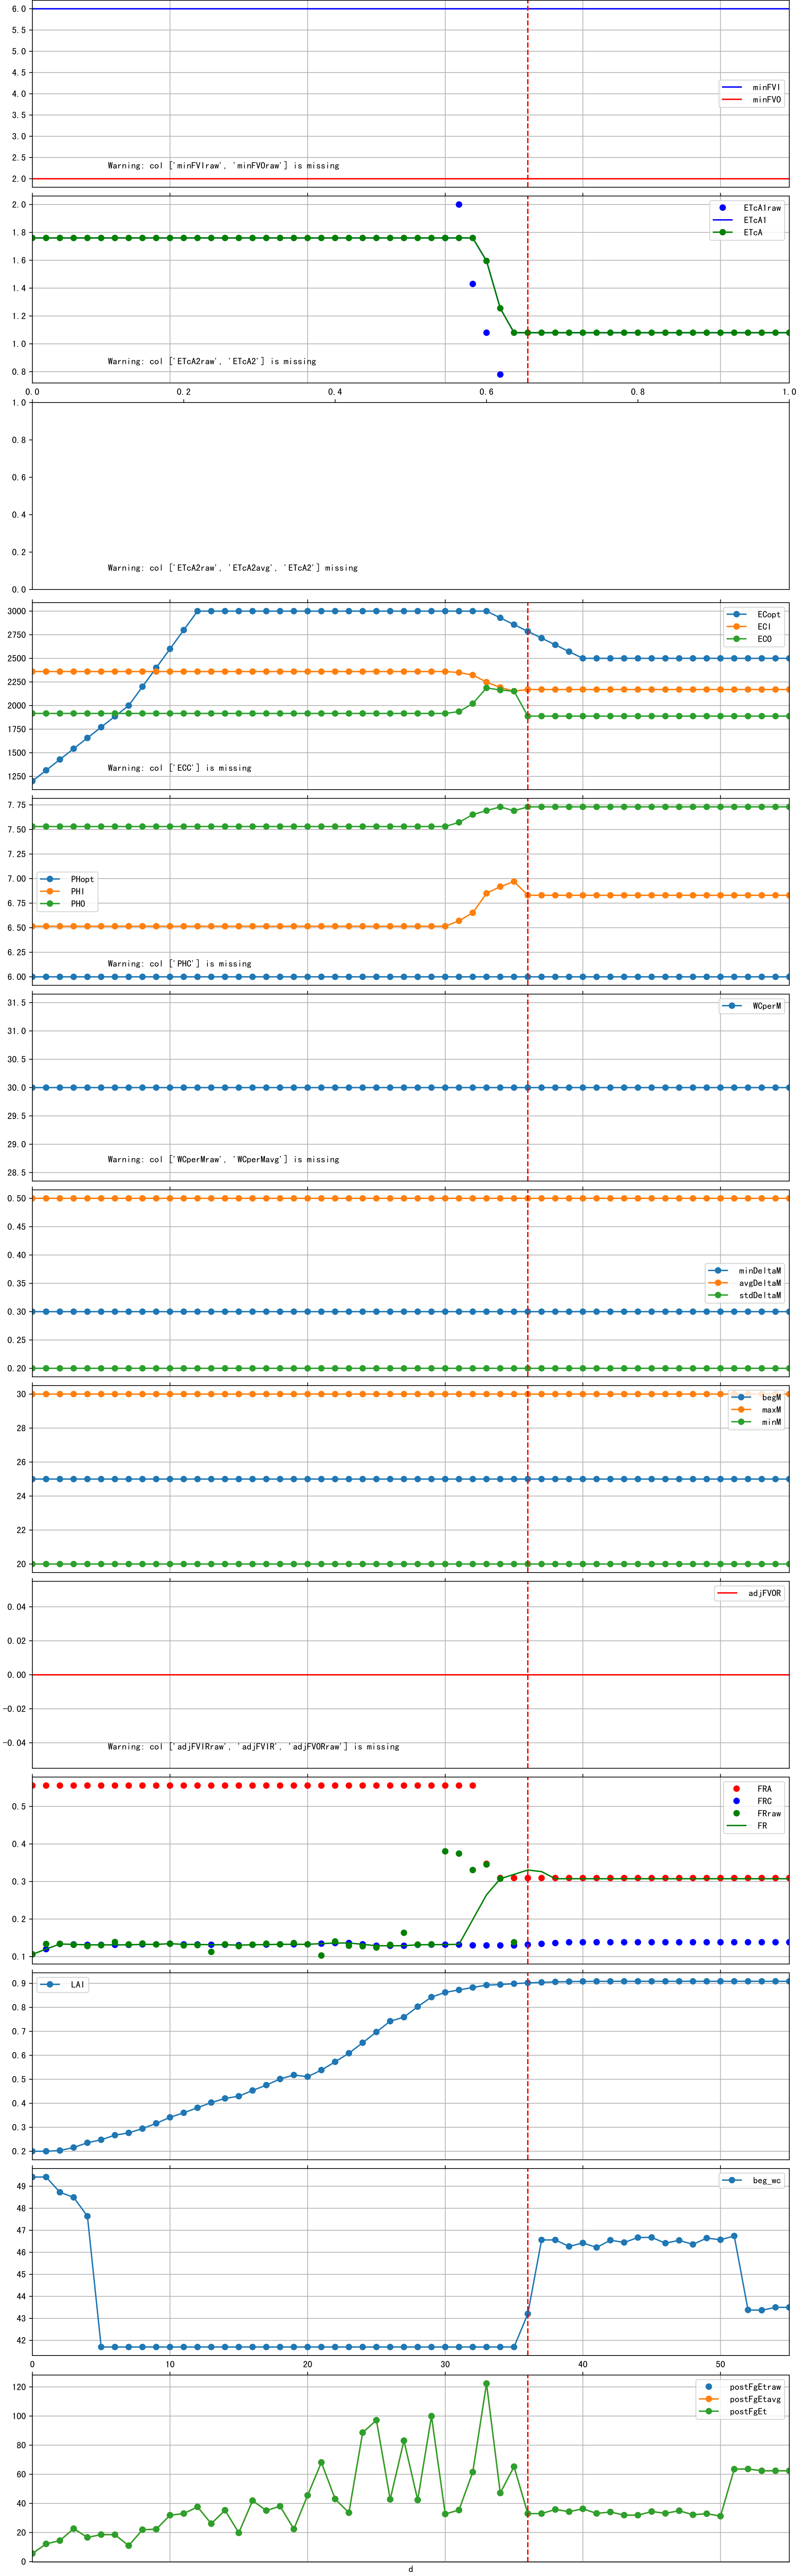 6.0
5.5
5.0
4.5
4.0
3.5
3.0
2.5
2.0
minFVI
minFVO
Warning: col ['minFVIraw', 'minFVOraw'] is missing
2.0
1.8
1.6
1.4
1.2
1.0
0.8
ETcA1raw
ETcA1
ETcA
Warning: col ['ETcA2raw', 'ETcA2'] is missing
0.0 0.2 0.4 0.6 0.8 1.0
1.0
0.8
0.6
0.4
0.2
0.0
Warning: col ['ETcA2raw', 'ETcA2avg', 'ETcA2'] missing
3000
2750
2500
2250
2000
1750
1500
1250
ECopt
ECI
ECO
Warning: col ['ECC'] is missing
7.75
7.50
7.25
7.00
6.75
6.50
6.25
6.00
PHopt
PHI
PHO
Warning: col ['PHC'] is missing
31.5
31.0
30.5
30.0
29.5
29.0
28.5
WCperM
Warning: col ['WCperMraw', 'WCperMavg'] is missing
0.50
0.45
0.40
0.35
0.30
0.25
0.20
minDeltaM
avgDeltaM
stdDeltaM
30
28
26
24
22
20
begM
maxM
minM
0.04
0.02
0.00
-0.02
-0.04
adjFVOR
Warning: col ['adjFVIRraw', 'adjFVIR', 'adjFVORraw'] is missing
0.5
0.4
0.3
0.2
0.1
FRA
FRC
FRraw
FR
0.9
0.8
0.7
0.6
0.5
0.4
0.3
0.2
LAI
49
48
47
46
45
44
43
42
beg_wc
0 10 20 30 40 50
120
100
80
60
40
20
0
postFgEtraw
postFgEtavg
postFgEt
d